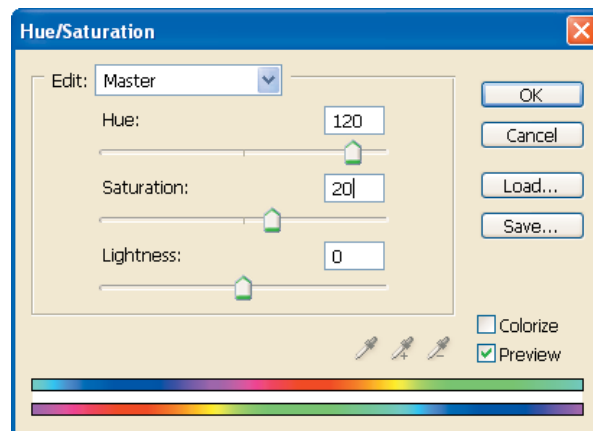 Hue/Saturation
Edit: Master
Hue: 120
Saturation: 20
Lightness: 0
OK
Cancel
Load...
Save...
Colorize
Preview